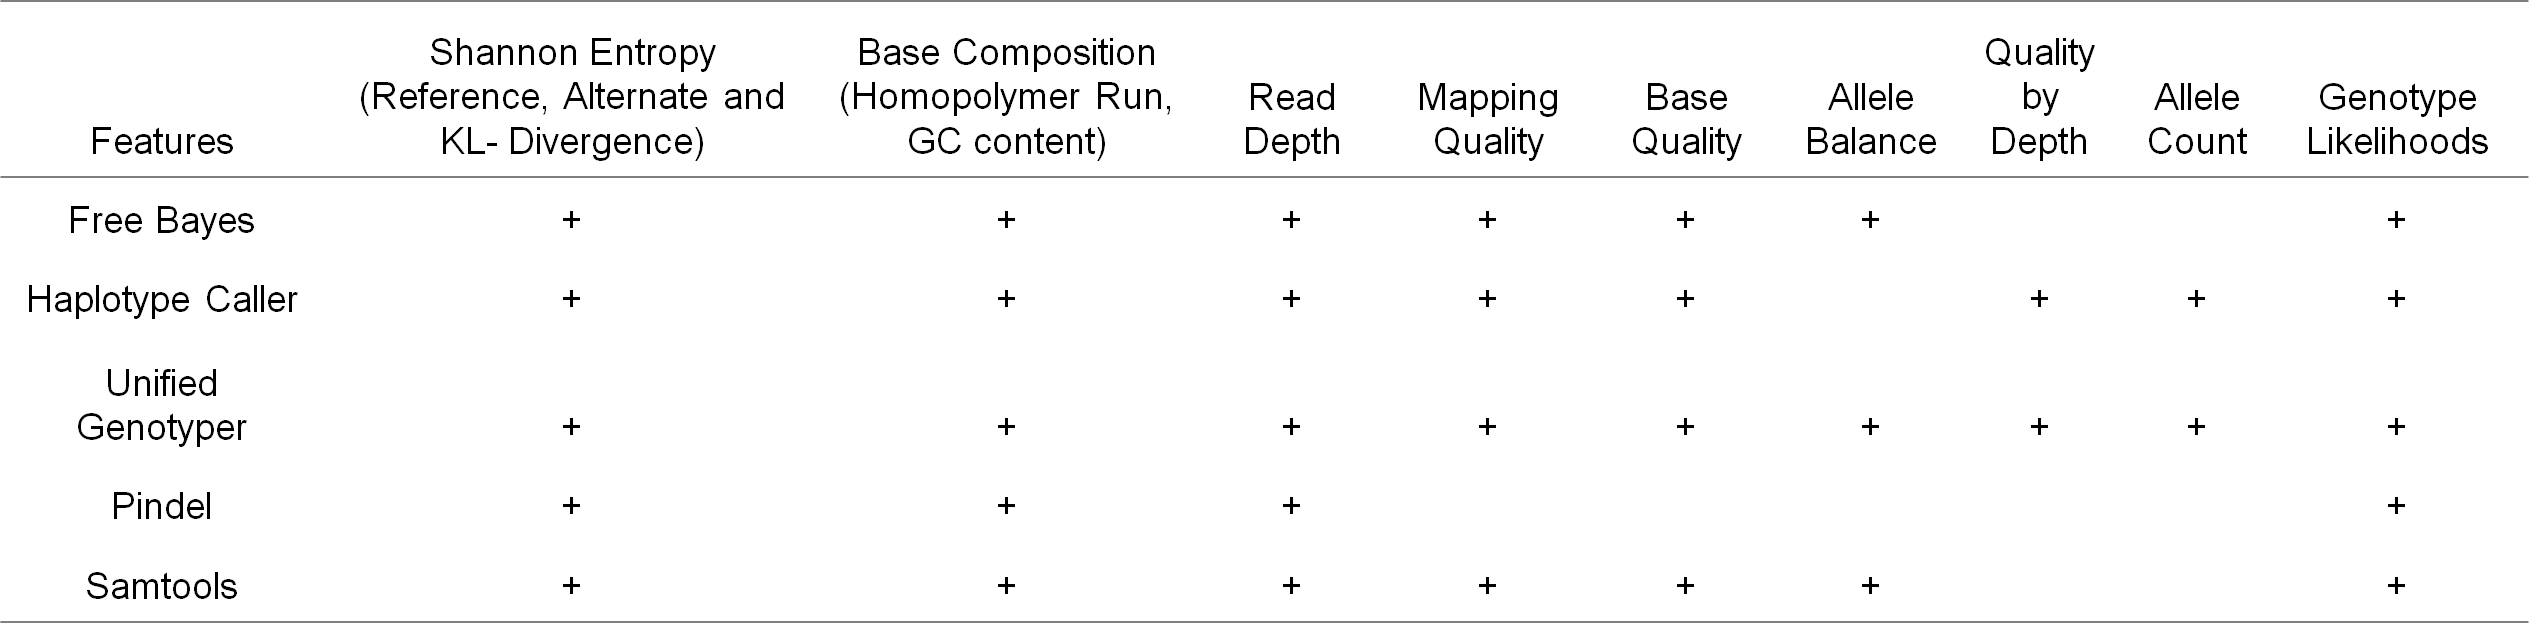 Features
Shannon Entropy
(Reference, Alternate and
KL- Divergence)
Base Composition
(Homopolymer Run,
GC content)
Read
Depth
Mapping
Quality
Base
Quality
Allele
Balance
Quality
by
Depth
Allele
Count
Genotype
Likelihoods
Free Bayes + + + + + + +
Haplotype Caller + + + + + + + +
Unified
Genotyper + + + + + + + + +
Pindel + + + +
Samtools + + + + + + +